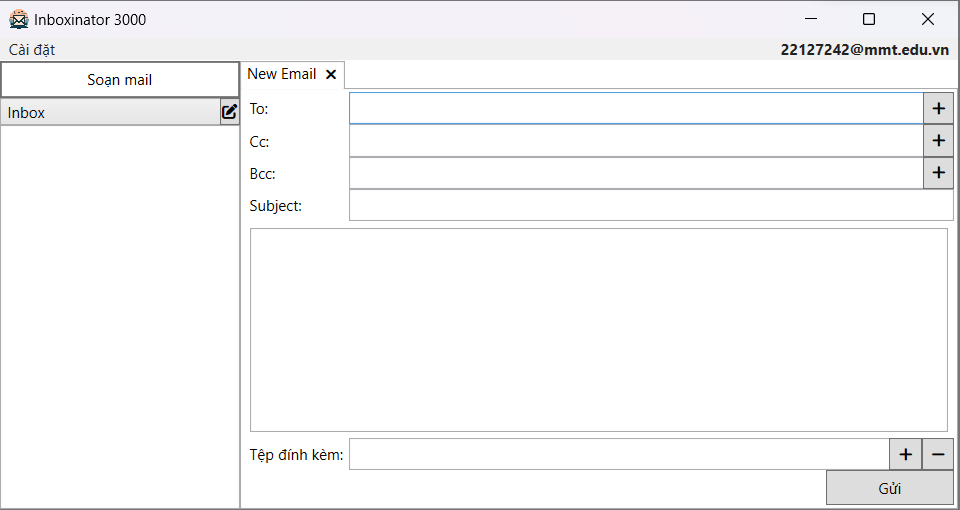 Inboxinator 3000
Cài đặt
22127242@mmt.edu.vn
Soạn mail
Inbox
New Email
To:
Cc:
Bcc:
Subject:
Tệp đính kèm:
Gửi